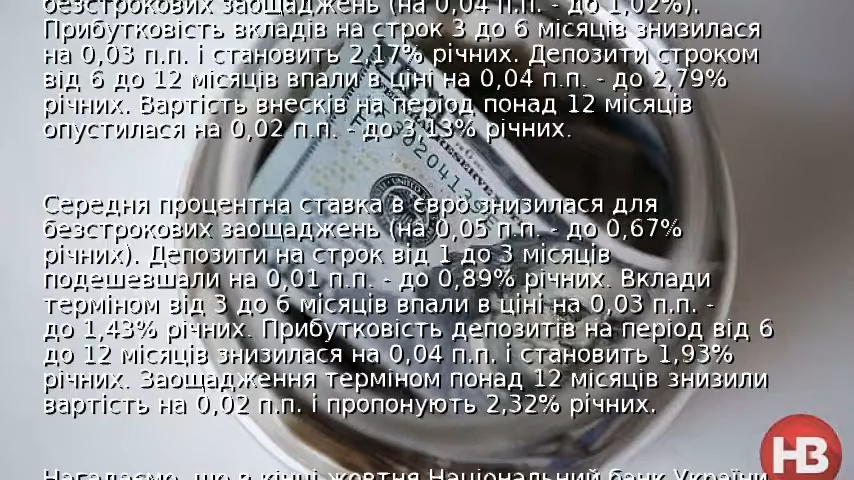 безстрокових заощаджень (на 0,04 п.п. - до 1,02%).
Прибутковість вкладів на строк 3 до 6 місяців знизилася
на 0,03 п.п. і становить 2,17% річних. Депозити строком
від 6 до 12 місяців впали в ціні на 0,04 п.п. - до 2,79%
річних. Вартість внесків на період понад 12 місяців
опустилася на 0,02 п.п. - до 3,13% річних.
Середня процентна ставка в євро знизилася для
безстрокових заощаджень (на 0,05 п.п. - до 0,67%
річних). Депозити на строк від 1 до 3 місяців
подешевшали на 0,01 п.п. - до 0,89% річних. Вклади
терміном від 3 до 6 місяців впали в ціні на 0,03 п.п. -
до 1,43% річних. Прибутковість депозитів на період від 6
до 12 місяців знизилася на 0,04 п.п. і становить 1,93%
річних. Заощадження терміном понад 12 місяців знизили
вартість на 0,02 п.п. і пропонують 2,32% річних.
НВ
Нагадаємо, що в кінці жовтня Національний банк України